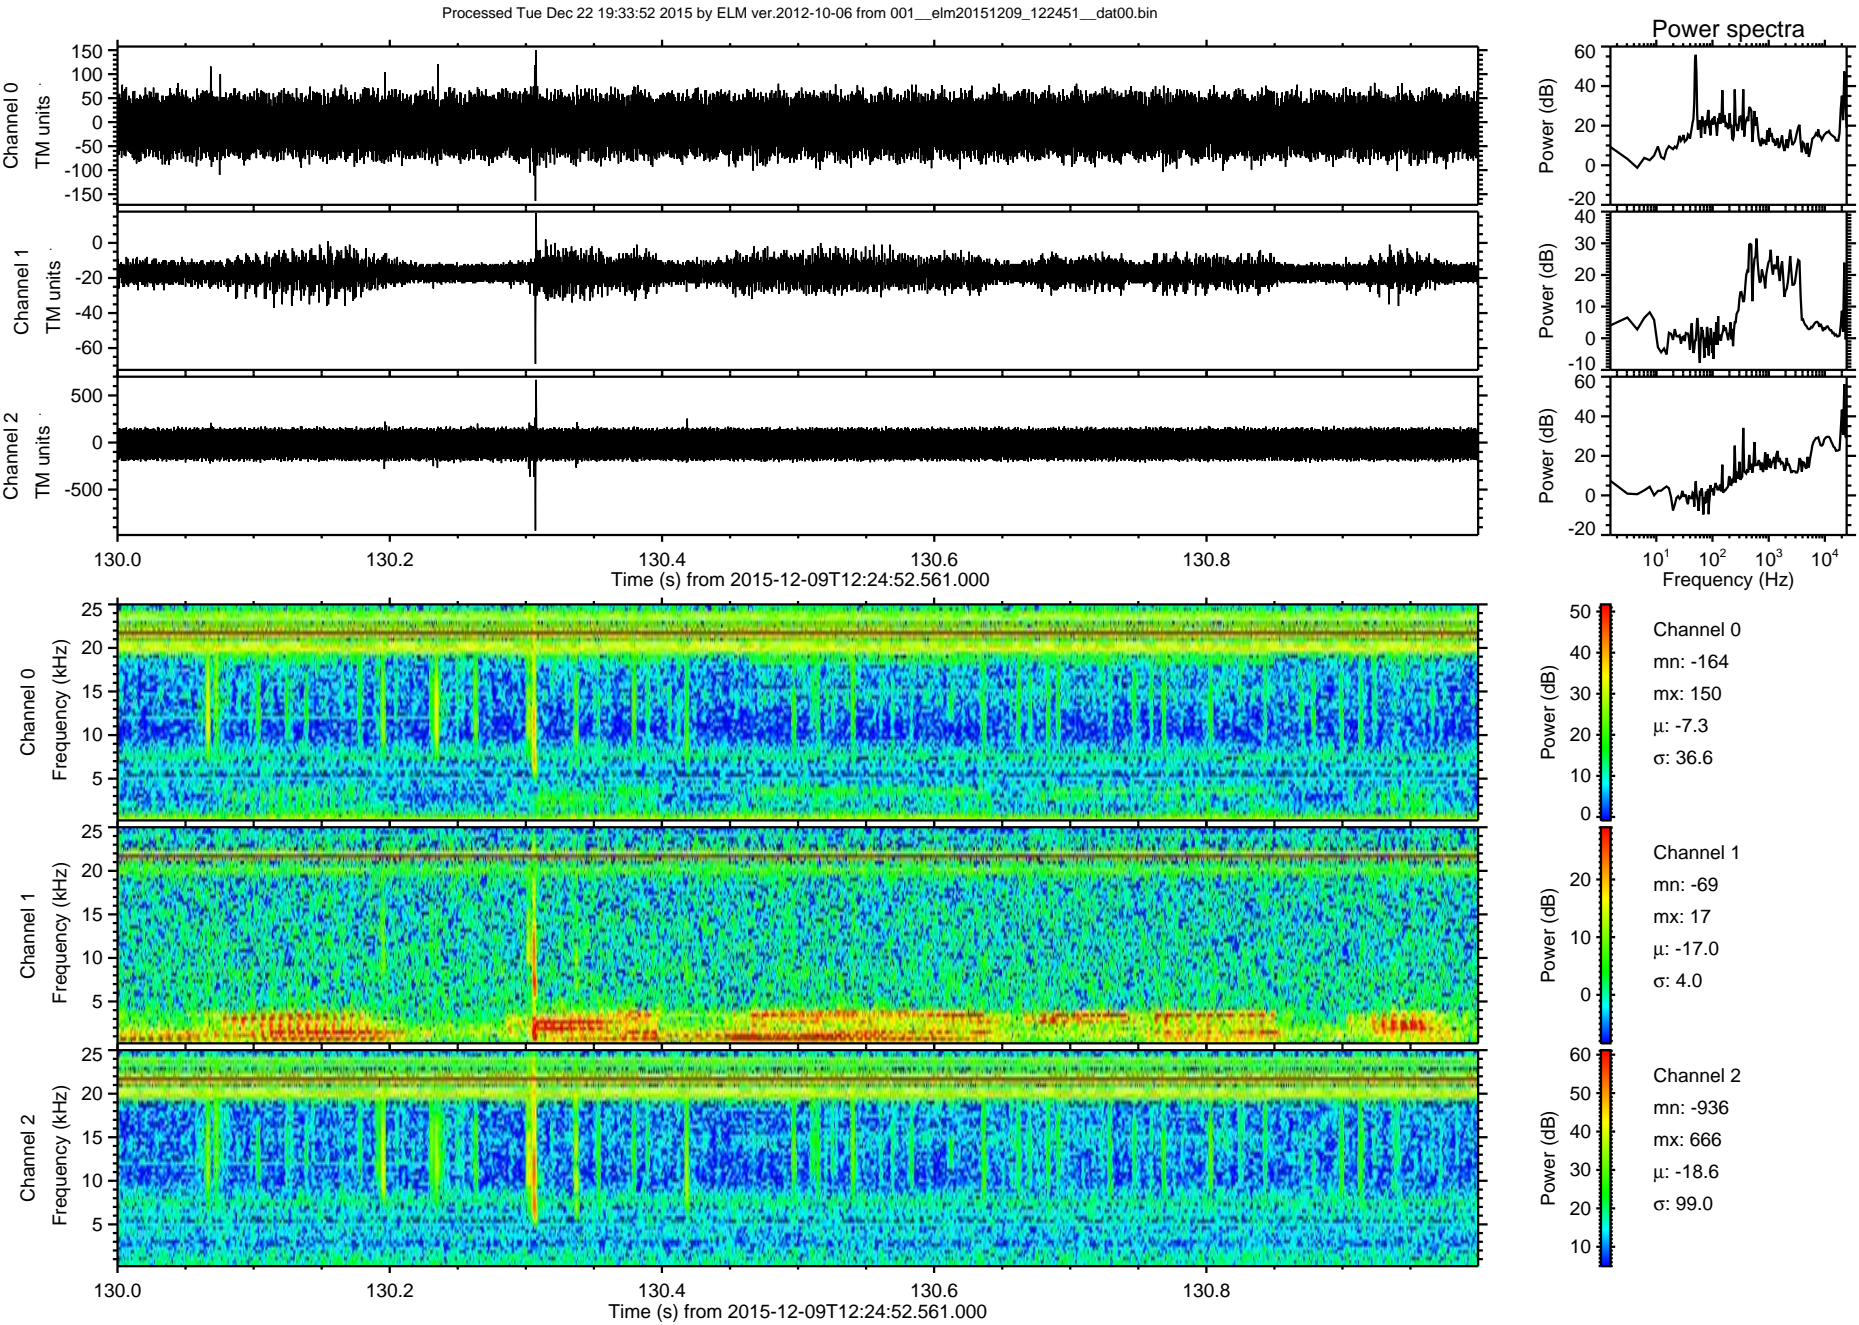 Processed Tue Dec 22 19:33:52 2015 by ELM ver.2012-10-06 from 001__elm20151209_122451__dat00.bin
Power spectra
Channel 0
TM units
150
100
50
0
-50
-100
-150
Power (dB)
60
40
20
0
-20
Channel 1
TM units
0
-20
-40
-60
Power (dB)
40
30
20
10
0
-10
Channel 2
TM units
500
0
-500
Power (dB)
60
40
20
0
-20
130.0 130.2 130.4 130.6 130.8
Time (s) from 2015-12-09T12:24:52.561.000
10¹ 10² 10³ 10⁴
Frequency (Hz)
Channel 0
Frequency (kHz)
25
20
15
10
5
Power (dB)
50
40
30
20
10
0
Channel 0
mn: -164
mx: 150
µ: -7.3
σ: 36.6
Channel 1
Frequency (kHz)
25
20
15
10
5
Power (dB)
20
10
0
Channel 1
mn: -69
mx: 17
µ: -17.0
σ: 4.0
Channel 2
Frequency (kHz)
25
20
15
10
5
Power (dB)
60
50
40
30
20
10
Channel 2
mn: -936
mx: 666
µ: -18.6
σ: 99.0
130.0 130.2 130.4 130.6 130.8
Time (s) from 2015-12-09T12:24:52.561.000